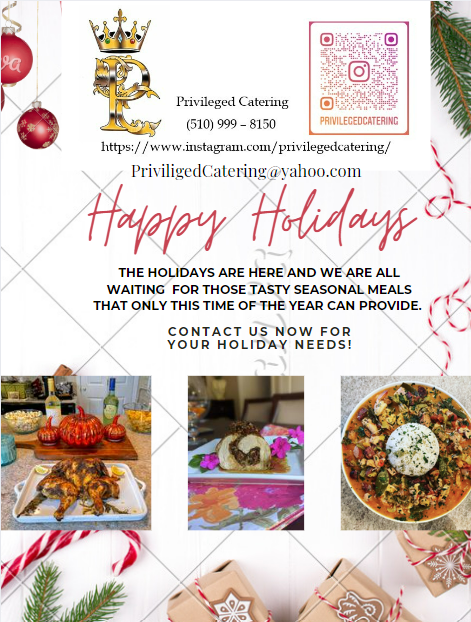 Privileged Catering
(510) 999 – 8150
PRIVILEGEDCATERING
https://www.instagram.com/privilegedcatering/
PriviligedCatering@yahoo.com
Happy Holidays
THE HOLIDAYS ARE HERE AND WE ARE ALL
WAITING FOR THOSE TASTY SEASONAL MEALS
THAT ONLY THIS TIME OF THE YEAR CAN PROVIDE.
CONTACT US NOW FOR
YOUR HOLIDAY NEEDS!